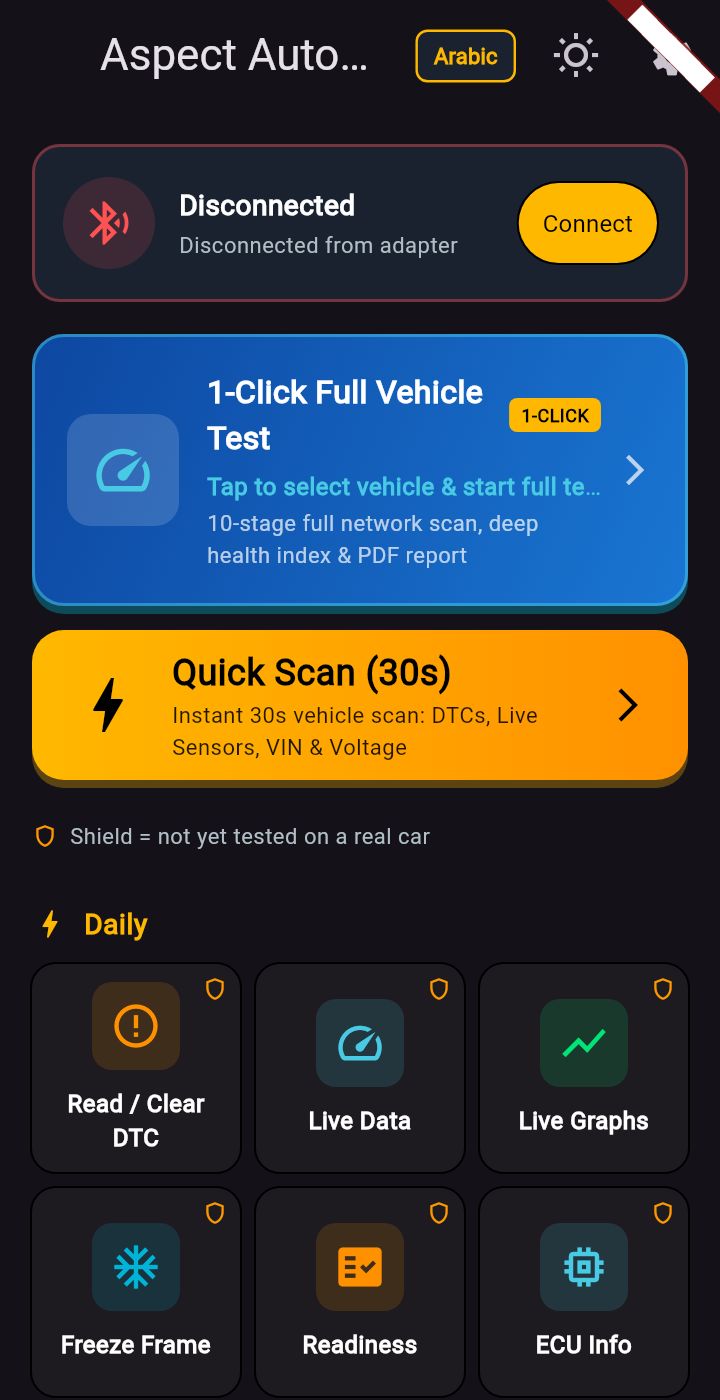 Aspect Auto...
Arabic
Disconnected
Disconnected from adapter
Connect
1-Click Full Vehicle
Test
1-CLICK
Tap to select vehicle & start full te...
10-stage full network scan, deep
health index & PDF report
Quick Scan (30s)
Instant 30s vehicle scan: DTCs, Live
Sensors, VIN & Voltage
Shield = not yet tested on a real car
Daily
Read / Clear
DTC
Live Data
Live Graphs
Freeze Frame
Readiness
ECU Info